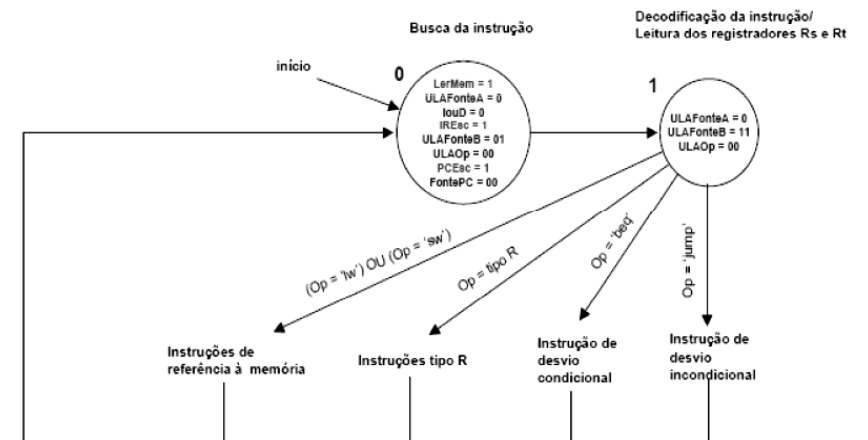 Busca da instrução
Decodificação da instrução/
Leitura dos registradores Rs e Rt
início
0
LerMem = 1
ULAFonteA = 0
IouD = 0
IREsc = 1
ULAFonteB = 01
ULAOp = 00
PCEsc = 1
FontePC = 00
1
ULAFonteA = 0
ULAFonteB = 11
ULAOp = 00
(Op = 'lw') OU (Op = 'sw')
Op = tipo R
Op = 'beq'
Op = 'jump'
Instruções de
referência à memória
Instruções tipo R
Instrução de
desvio
condicional
Instrução de
desvio
incondicional